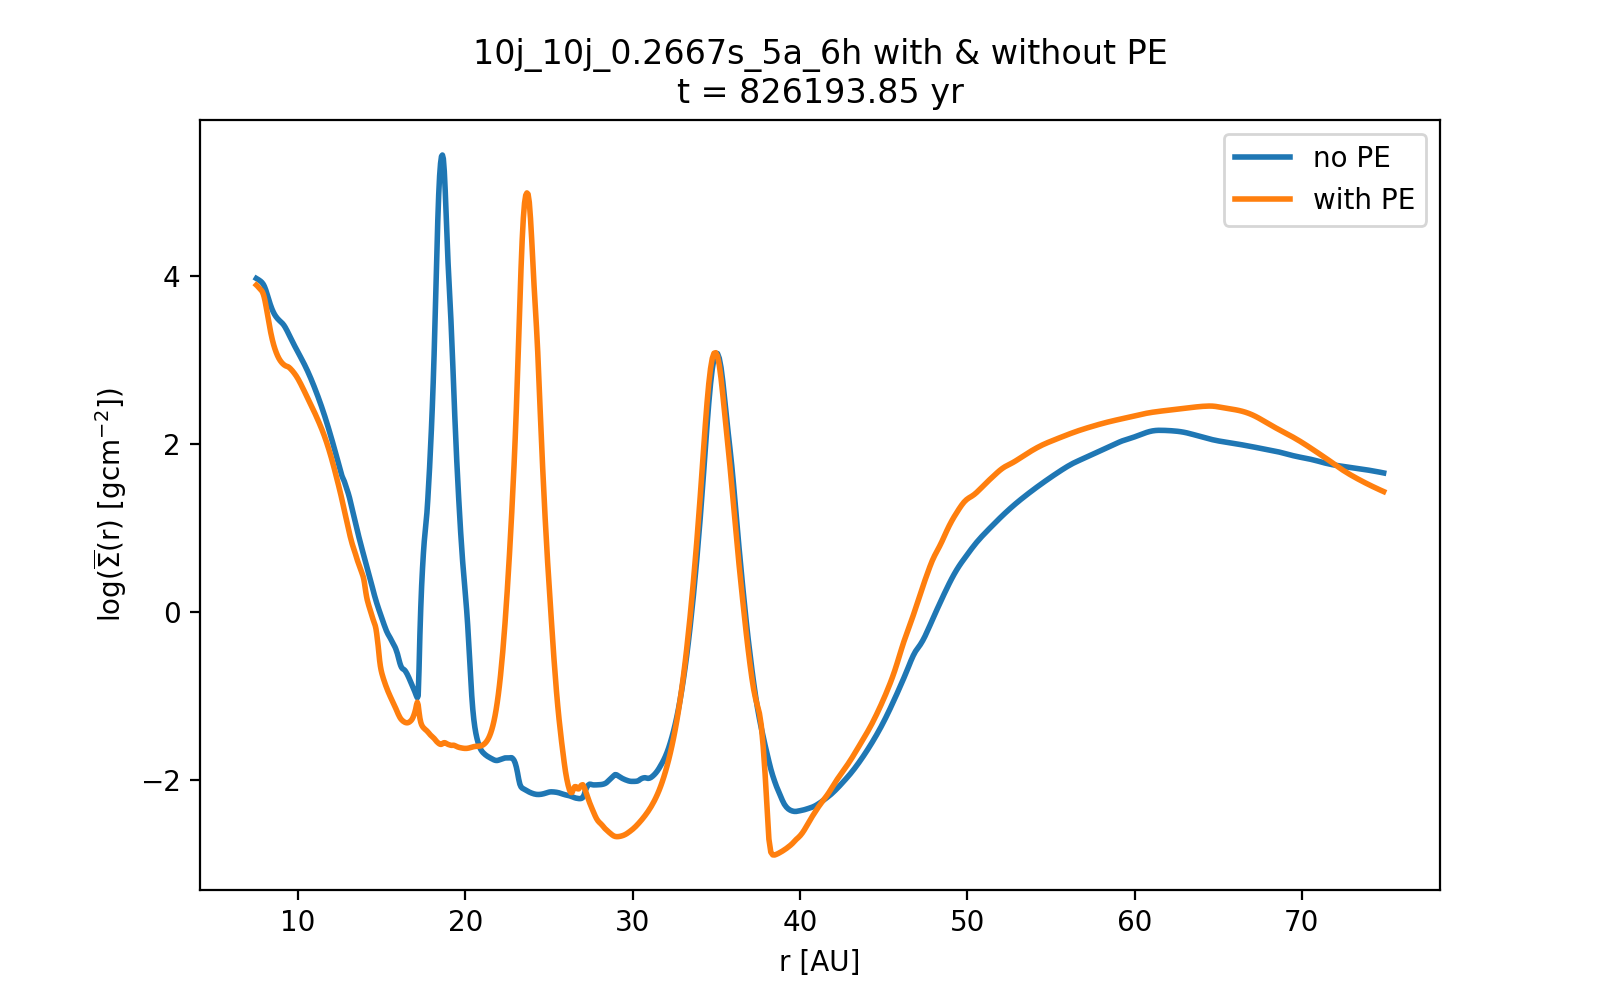 10j_10j_0.2667s_5a_6h with & without PE
t = 826193.85 yr
no PE
with PE
log(Σ̅(r) [gcm⁻²])
4
2
0
−2
10 20 30 40 50 60 70
r [AU]